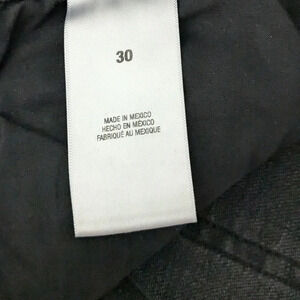 30
MADE IN MEXICO
HECHO EN MÉXICO
FABRIQUÉ AU MEXIQUE